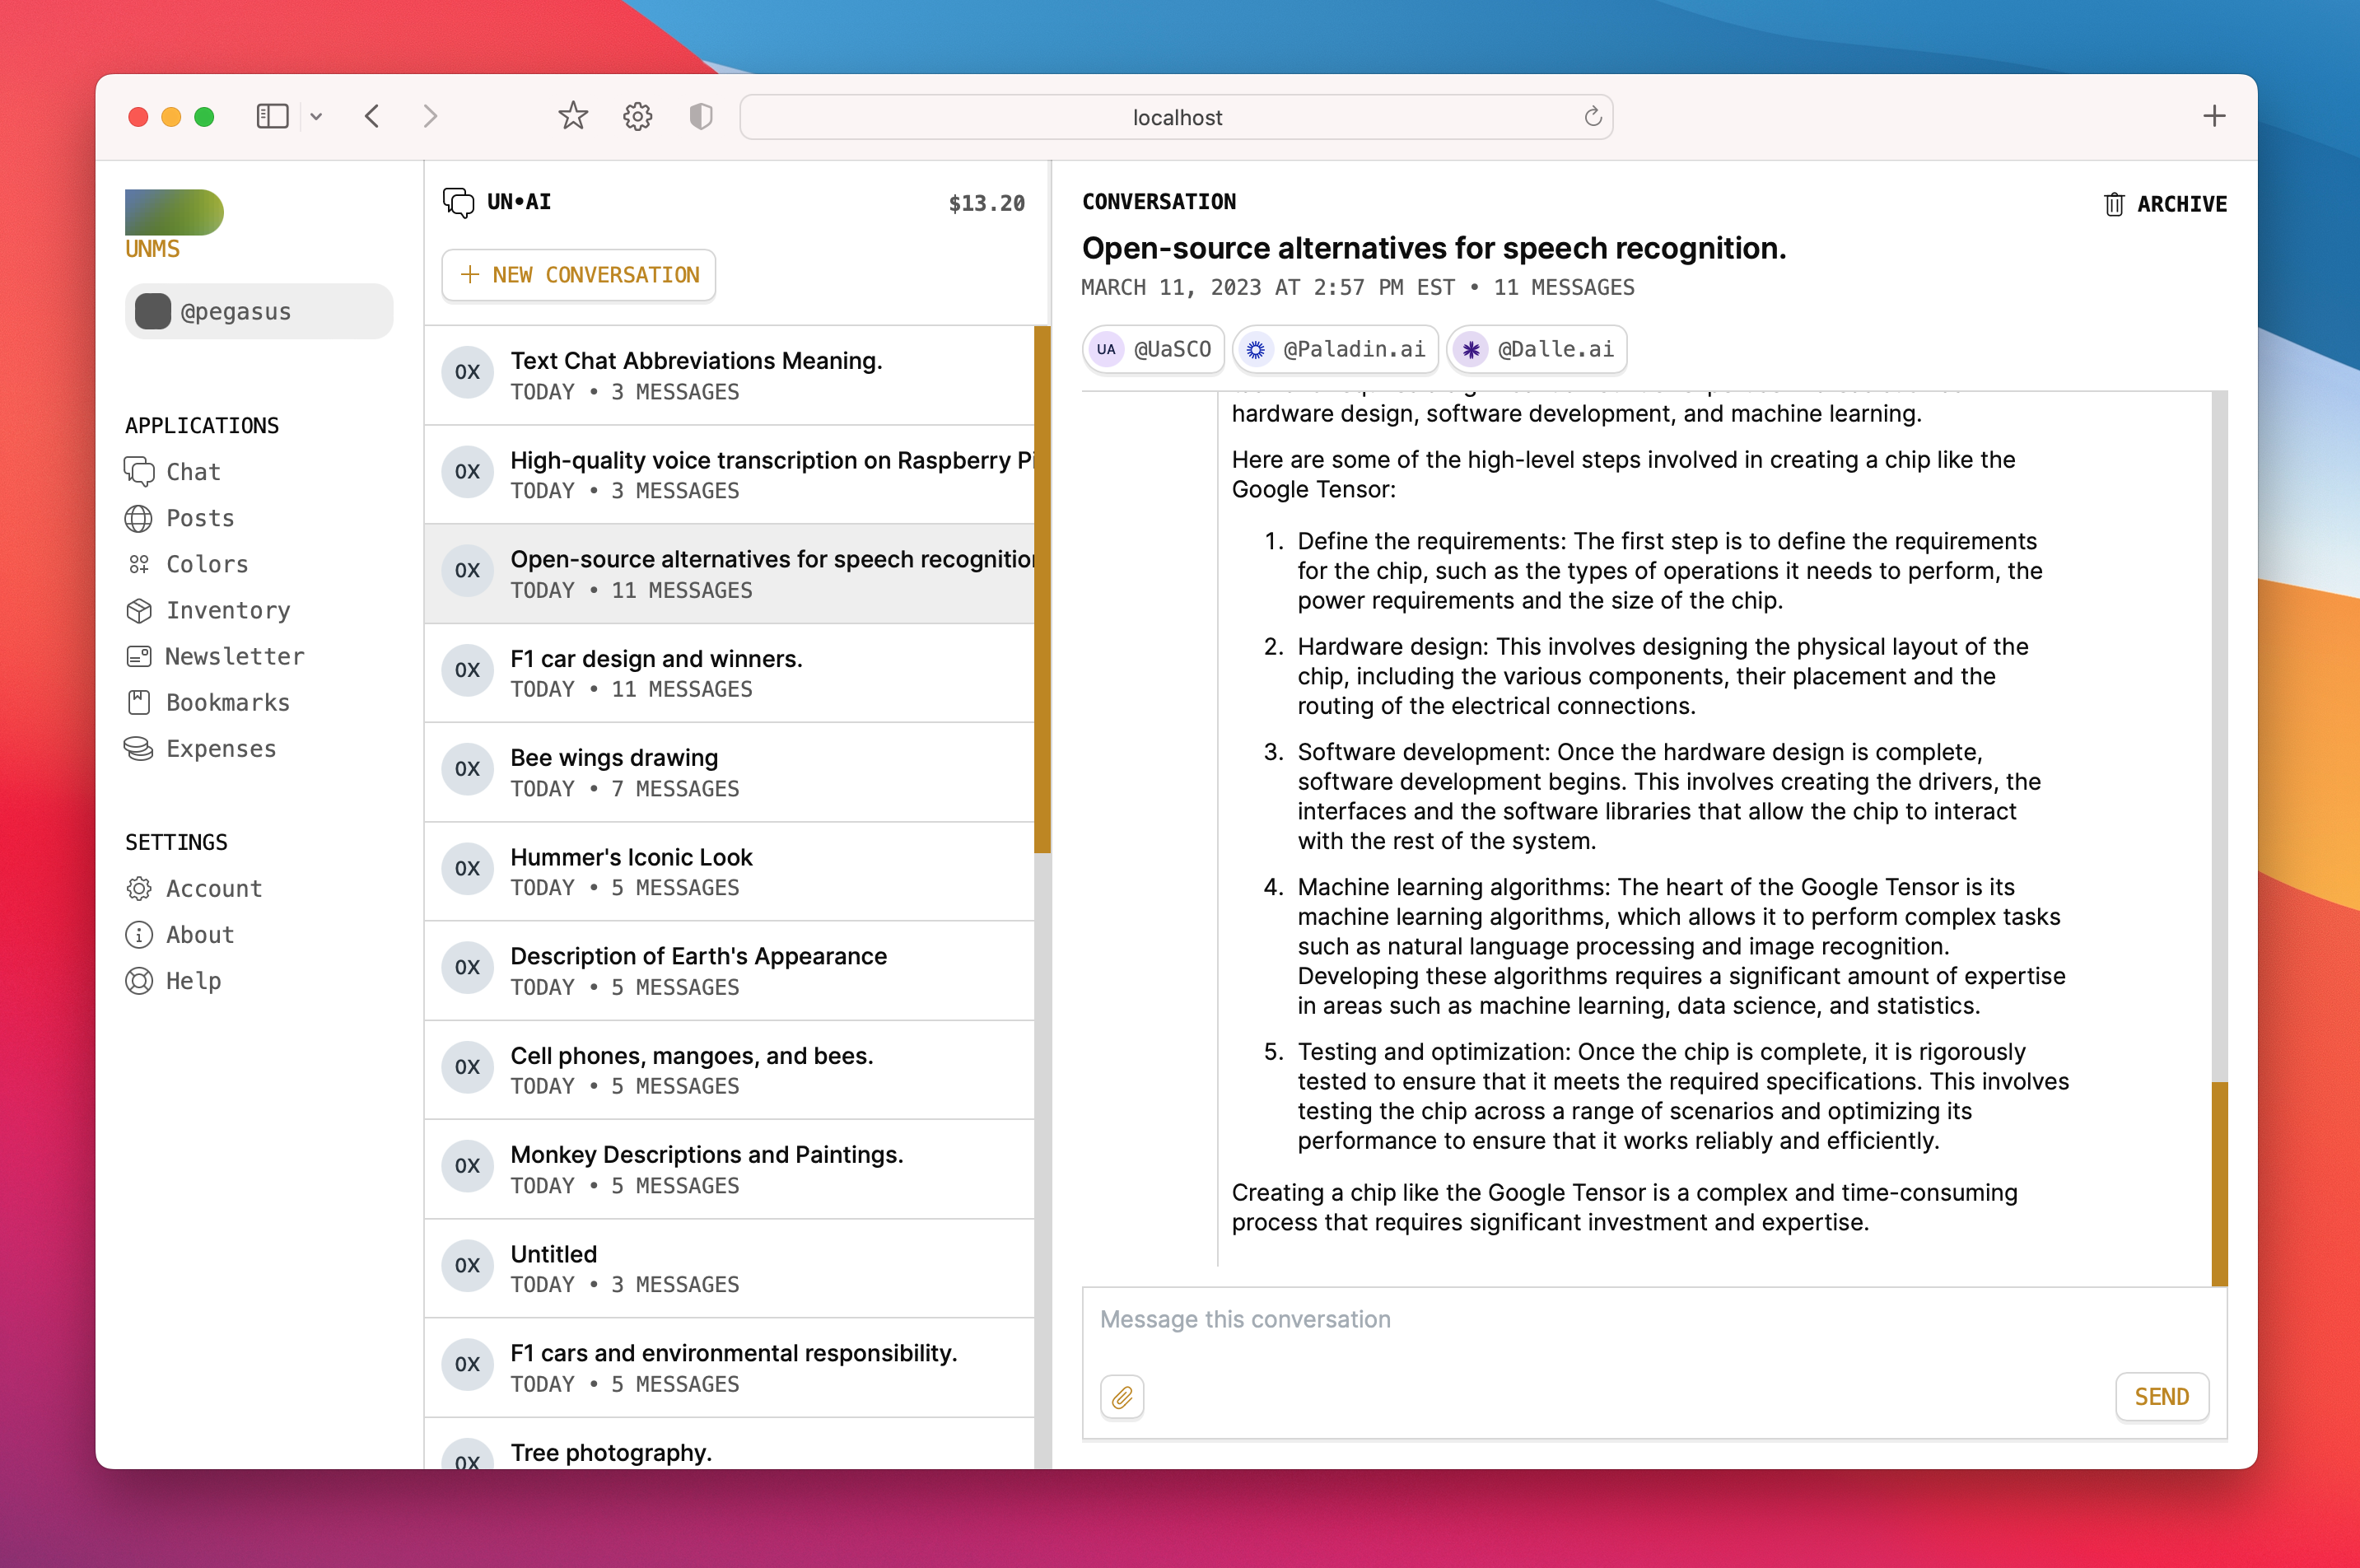 localhost
UNMS
@pegasus
APPLICATIONS
Chat
Posts
Colors
Inventory
Newsletter
Bookmarks
Expenses
SETTINGS
Account
About
Help
UN•AI
$13.20
+ NEW CONVERSATION
0X
Text Chat Abbreviations Meaning.
TODAY • 3 MESSAGES
0X
High-quality voice transcription on Raspberry Pi
TODAY • 3 MESSAGES
0X
Open-source alternatives for speech recognition
TODAY • 11 MESSAGES
0X
F1 car design and winners.
TODAY • 11 MESSAGES
0X
Bee wings drawing
TODAY • 7 MESSAGES
0X
Hummer's Iconic Look
TODAY • 5 MESSAGES
0X
Description of Earth's Appearance
TODAY • 5 MESSAGES
0X
Cell phones, mangoes, and bees.
TODAY • 5 MESSAGES
0X
Monkey Descriptions and Paintings.
TODAY • 5 MESSAGES
0X
Untitled
TODAY • 3 MESSAGES
0X
F1 cars and environmental responsibility.
TODAY • 5 MESSAGES
0X
Tree photography.
CONVERSATION
ARCHIVE
Open-source alternatives for speech recognition.
MARCH 11, 2023 AT 2:57 PM EST • 11 MESSAGES
UA @UaSCO
@Paladin.ai
@Dalle.ai
hardware design, software development, and machine learning.
Here are some of the high-level steps involved in creating a chip like the
Google Tensor:
1. Define the requirements: The first step is to define the requirements
for the chip, such as the types of operations it needs to perform, the
power requirements and the size of the chip.
2. Hardware design: This involves designing the physical layout of the
chip, including the various components, their placement and the
routing of the electrical connections.
3. Software development: Once the hardware design is complete,
software development begins. This involves creating the drivers, the
interfaces and the software libraries that allow the chip to interact
with the rest of the system.
4. Machine learning algorithms: The heart of the Google Tensor is its
machine learning algorithms, which allows it to perform complex tasks
such as natural language processing and image recognition.
Developing these algorithms requires a significant amount of expertise
in areas such as machine learning, data science, and statistics.
5. Testing and optimization: Once the chip is complete, it is rigorously
tested to ensure that it meets the required specifications. This involves
testing the chip across a range of scenarios and optimizing its
performance to ensure that it works reliably and efficiently.
Creating a chip like the Google Tensor is a complex and time-consuming
process that requires significant investment and expertise.
Message this conversation
SEND